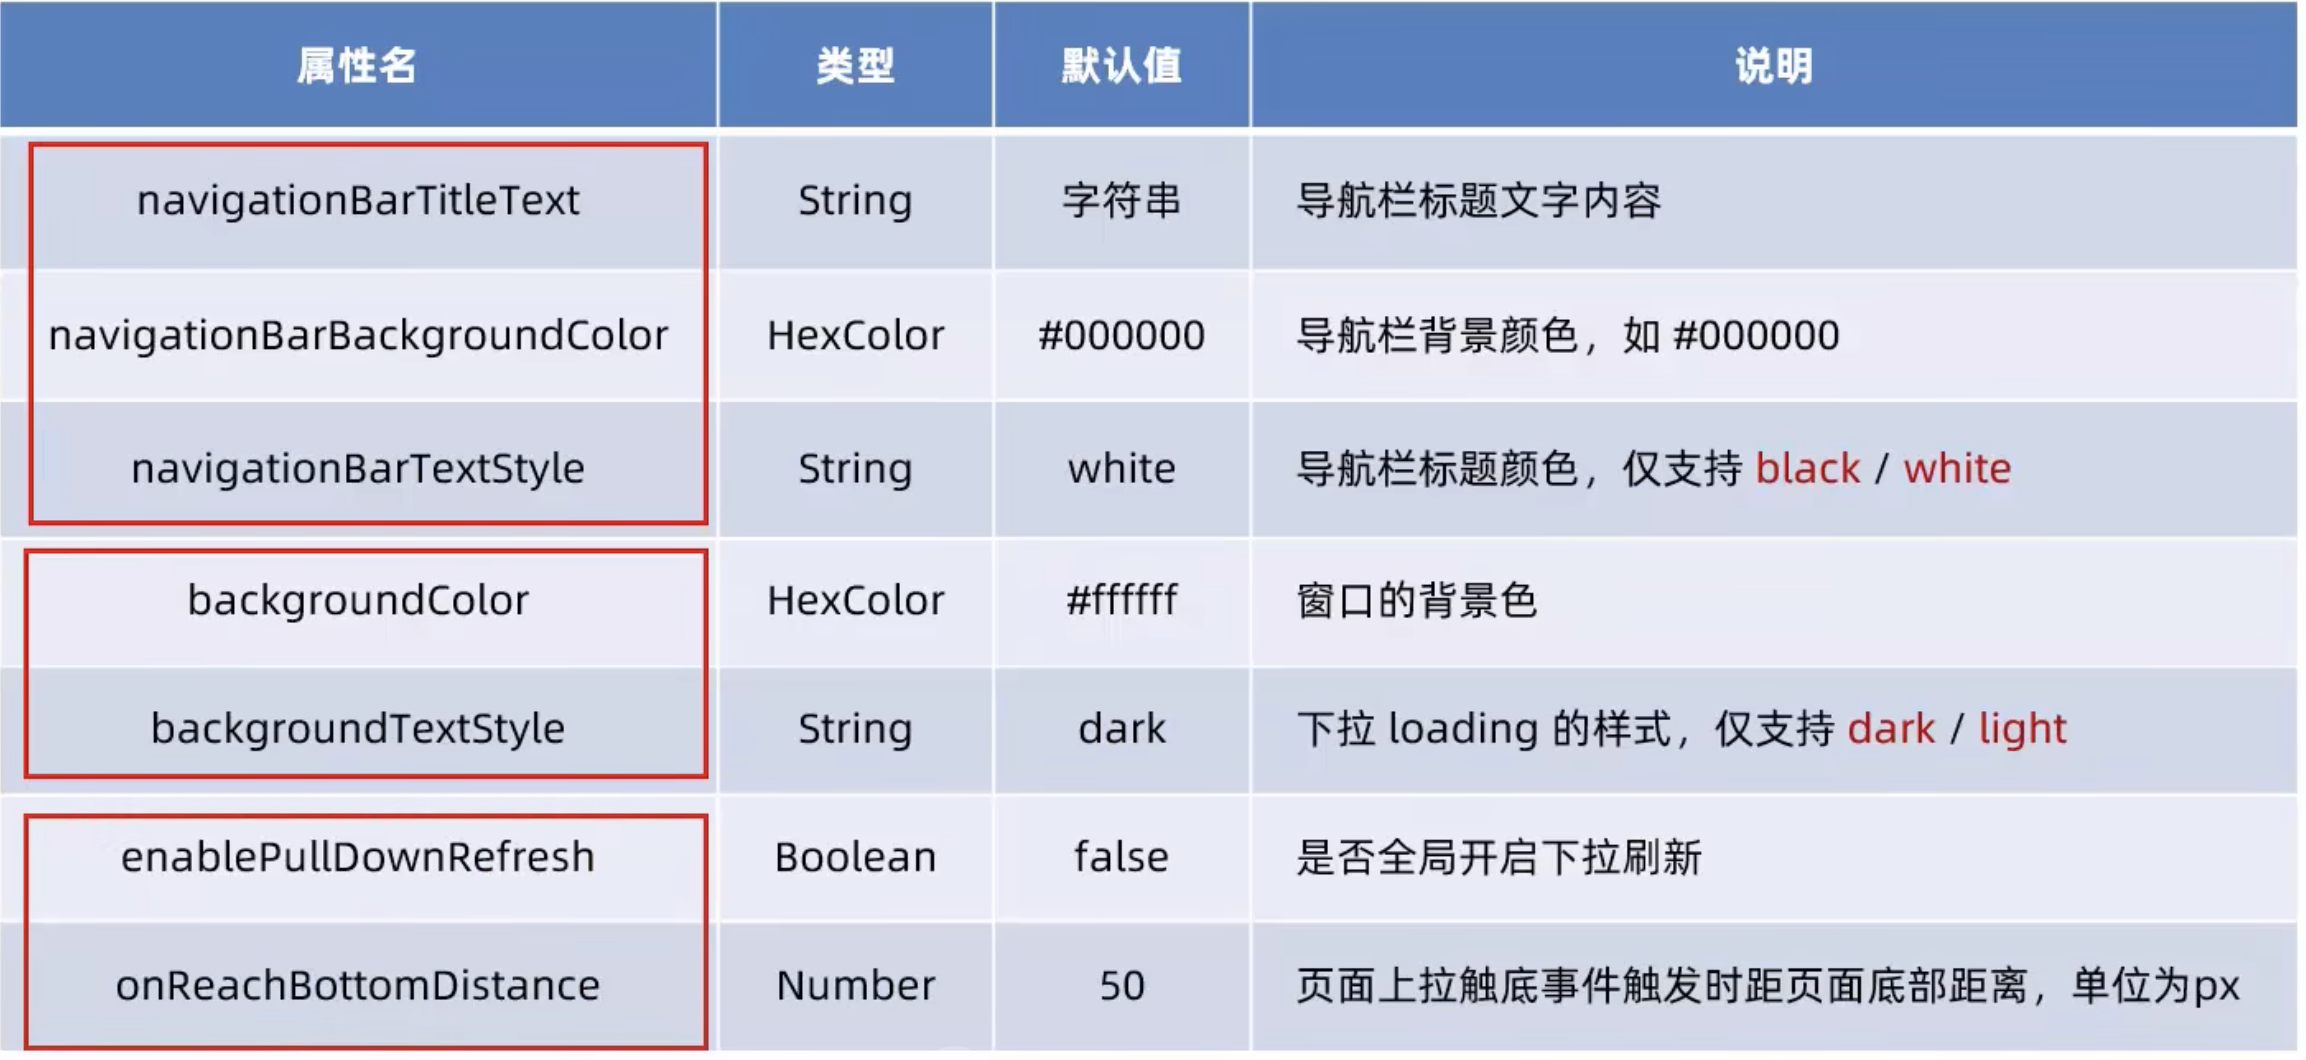 属性名 类型 默认值 说明
navigationBarTitleText String 字符串 导航栏标题文字内容
navigationBarBackgroundColor HexColor #000000 导航栏背景颜色，如 #000000
navigationBarTextStyle String white 导航栏标题颜色，仅支持 black / white
backgroundColor HexColor #ffffff 窗口的背景色
backgroundTextStyle String dark 下拉 loading 的样式，仅支持 dark / light
enablePullDownRefresh Boolean false 是否全局开启下拉刷新
onReachBottomDistance Number 50 页面上拉触底事件触发时距页面底部距离，单位为px